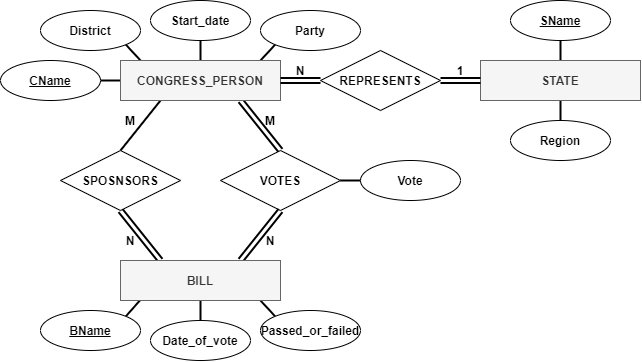 District
Start_date
Party
SName
CName
CONGRESS_PERSON
N
REPRESENTS
1
STATE
M
M
Region
SPOSNSORS
VOTES
Vote
N
N
BILL
BName
Date_of_vote
Passed_or_failed